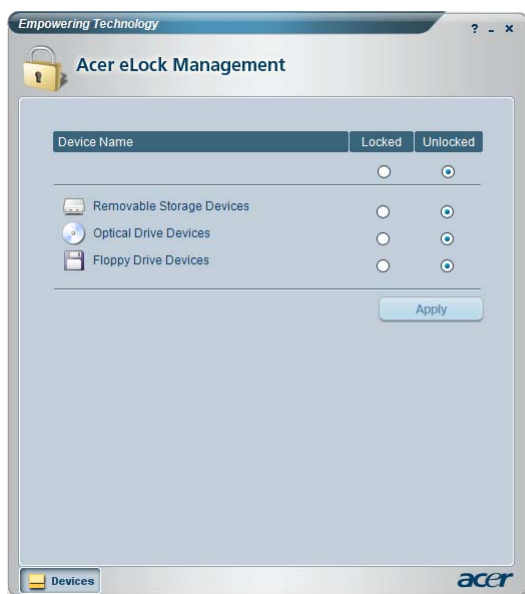 Empowering Technology
? - x
Acer eLock Management
Device Name Locked Unlocked
Removable Storage Devices
Optical Drive Devices
Floppy Drive Devices
Apply
Devices
acer